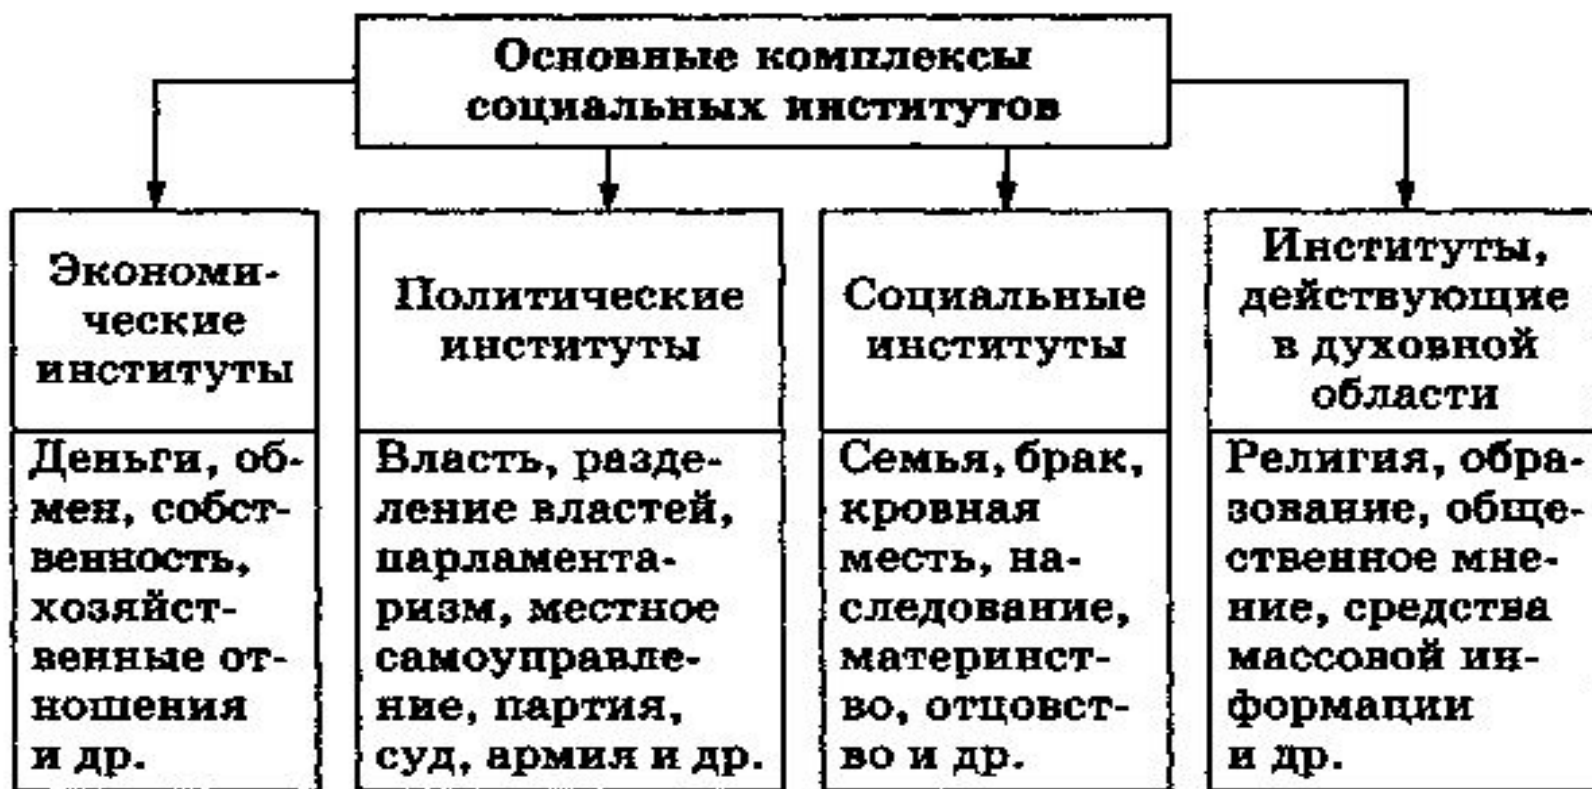 Основные комплексы
социальных институтов
Экономи-
ческие
институты
Деньги, об-
мен, собст-
венность,
хозяйст-
венные от-
ношения
и др.
Политические
институты
Власть, разде-
ление властей,
парламента-
ризм, местное
самоуправле-
ние, партия,
суд, армия и др.
Социальные
институты
Семья, брак,
кровная
месть, на-
следование,
материнст-
во, отцовст-
во и др.
Институты,
действующие
в духовной
области
Религия, обра-
зование, обще-
ственное мне-
ние, средства
массовой ин-
формации
и др.